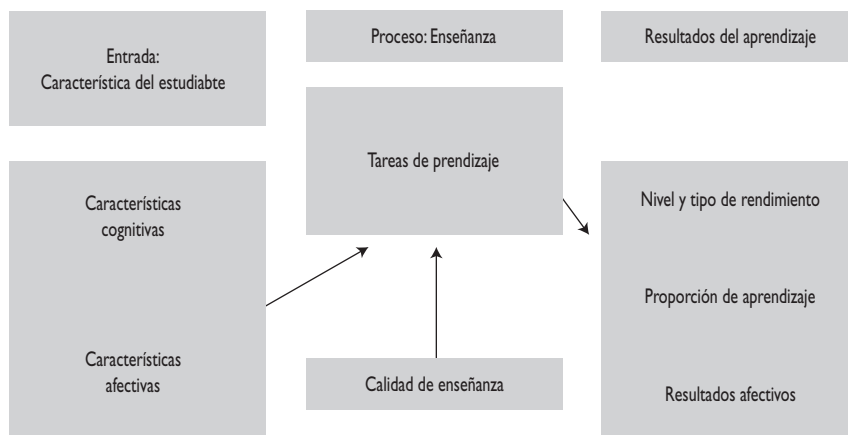 Entrada:
Característica del estudiabte
Proceso: Enseñanza
Resultados del aprendizaje
Características
cognitivas
Características
afectivas
Tareas de prendizaje
Calidad de enseñanza
Nivel y tipo de rendimiento
Proporción de aprendizaje
Resultados afectivos